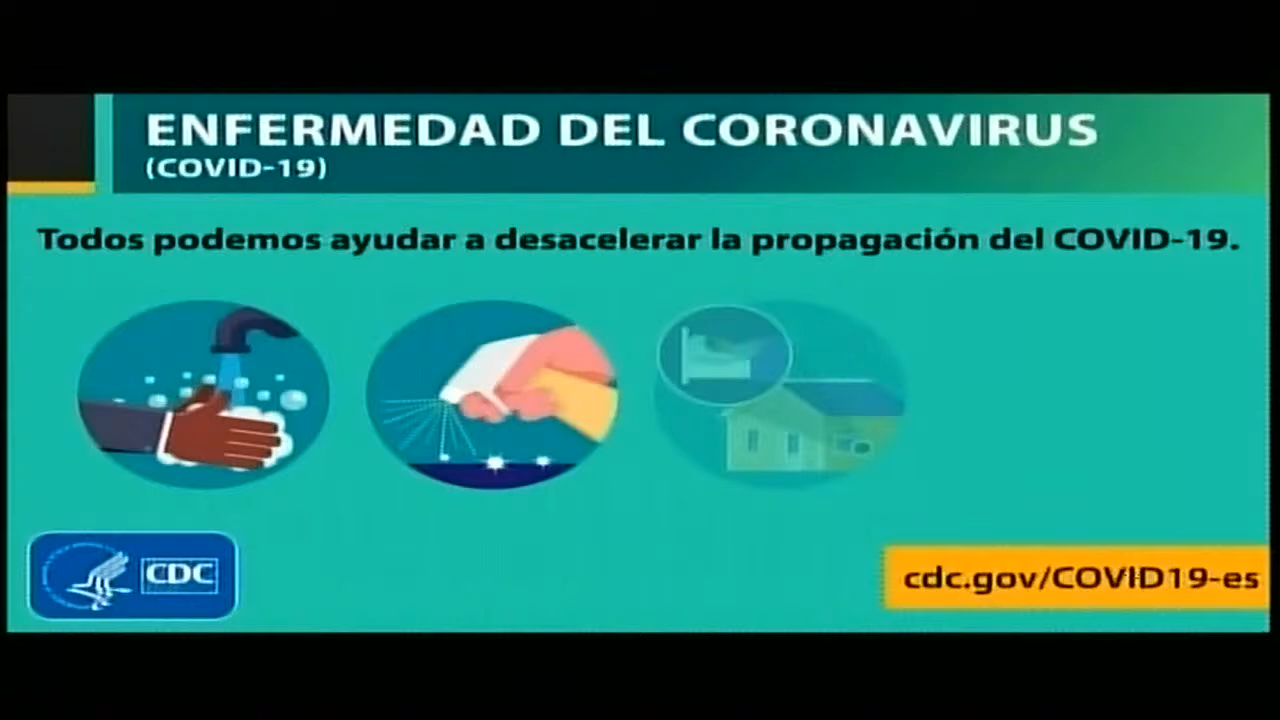 ENFERMEDAD DEL CORONAVIRUS
(COVID-19)
Todos podemos ayudar a desacelerar la propagación del COVID-19.
CDC
cdc.gov/COVID19-es